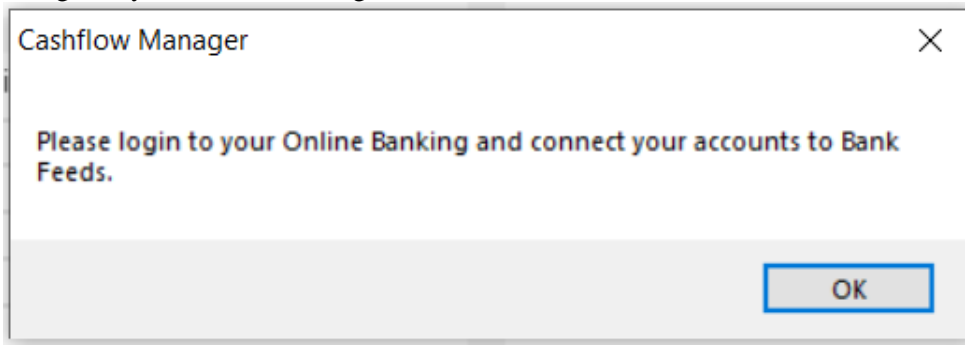 Cashflow Manager
Please login to your Online Banking and connect your accounts to Bank
Feeds.
OK